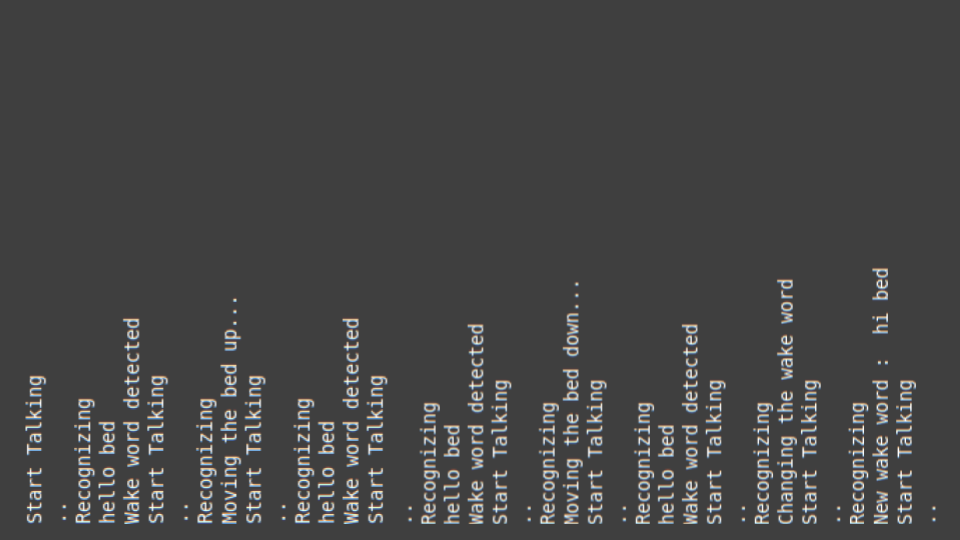 Start Talking
..
Recognizing
hello bed
Wake word detected
Start Talking
..
Recognizing
Moving the bed up...
Start Talking
..
Recognizing
hello bed
Wake word detected
Start Talking
..
Recognizing
hello bed
Wake word detected
Start Talking
..
Recognizing
Moving the bed down...
Start Talking
..
Recognizing
hello bed
Wake word detected
Start Talking
..
Recognizing
Changing the wake word
Start Talking
..
Recognizing
New wake word :  hi bed
Start Talking
..